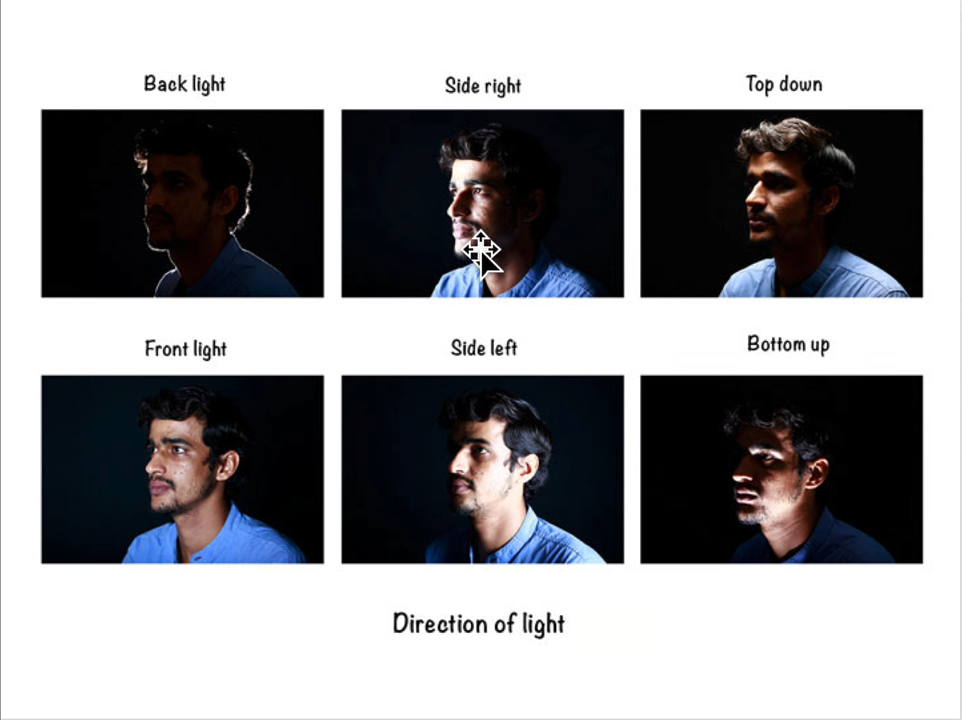 Back light
Side right
Top down
Front light
Side left
Bottom up
Direction of light